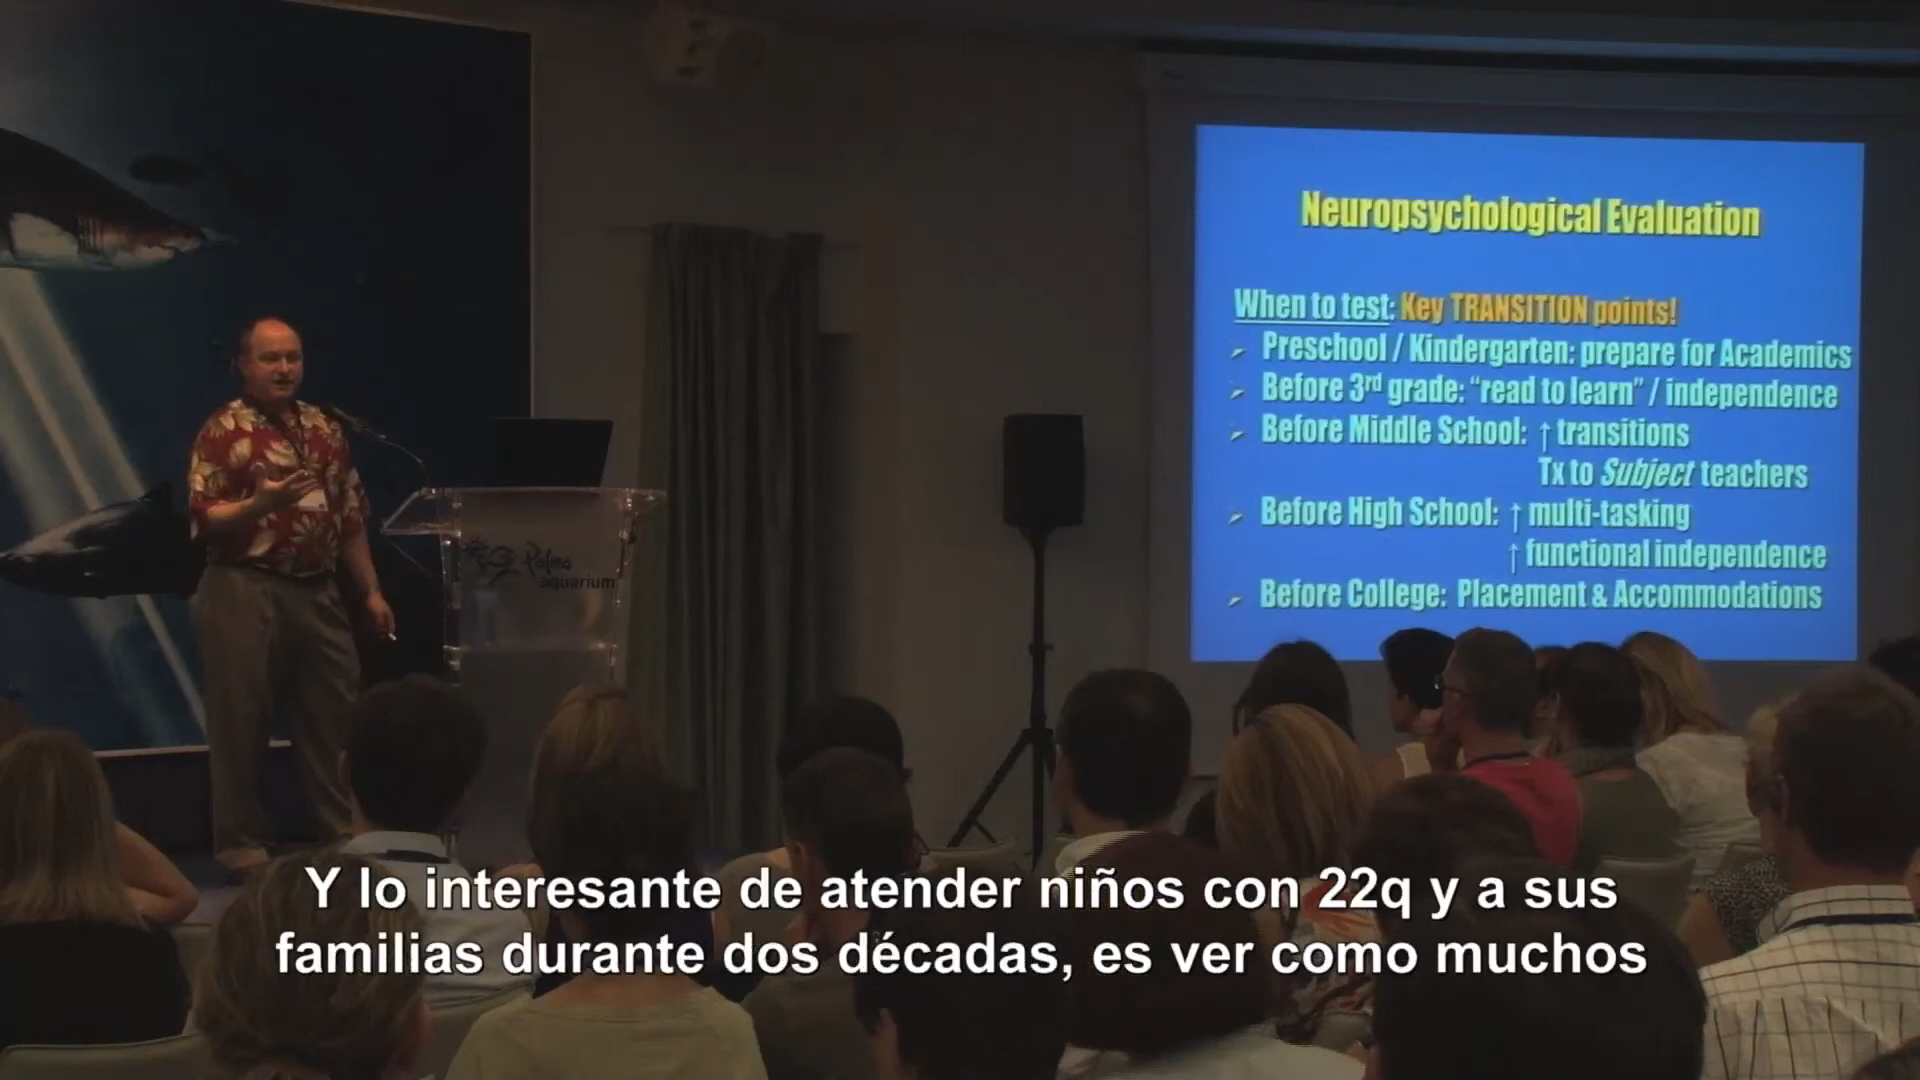 Neuropsychological Evaluation
When to test: Key TRANSITION points!
Preschool / Kindergarten: prepare for Academics
Before 3rd grade: “read to learn” / independence
Before Middle School: ↑ transitions
Tx to Subject teachers
Before High School: ↑ multi-tasking
↑ functional independence
Before College: Placement & Accommodations
Palma
aquarium
Y lo interesante de atender niños con 22q y a sus
familias durante dos décadas, es ver como muchos